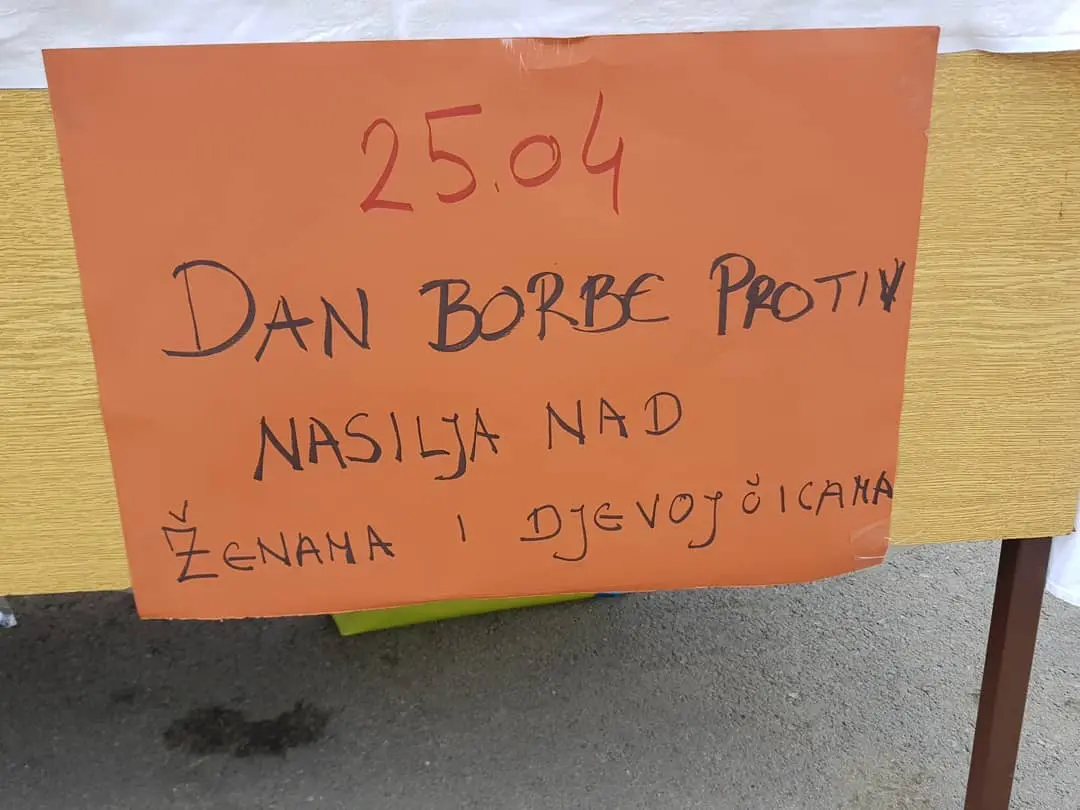 25.04
DAN BORBE PROTIV
NASILJA NAD
ŽENAMA I DJEVOJČICAMA